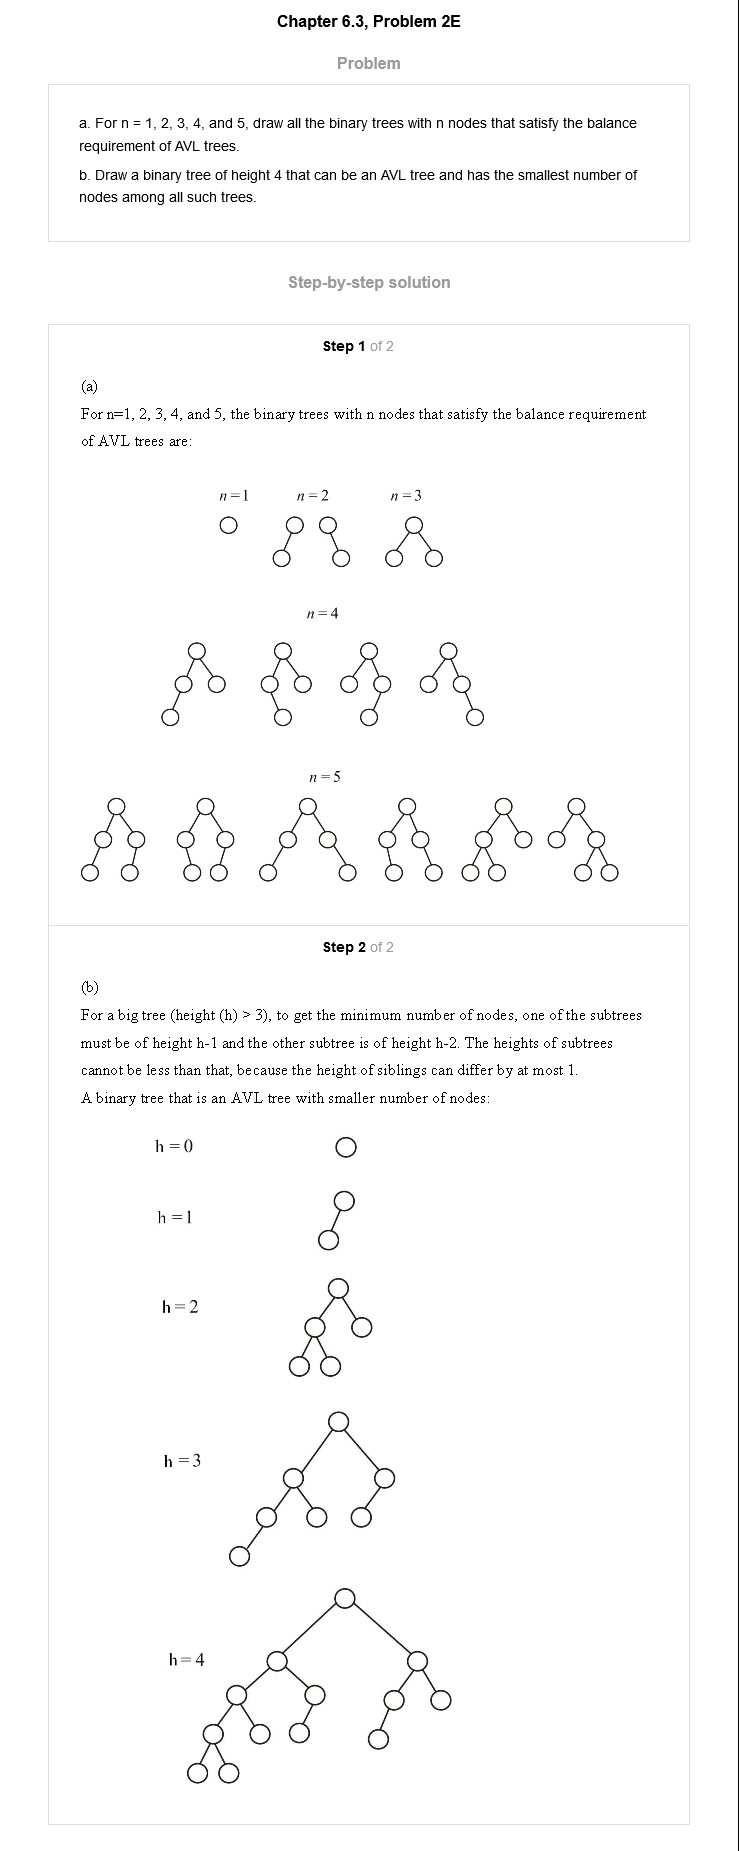 Chapter 6.3, Problem 2E
Problem
a. For n = 1, 2, 3, 4, and 5, draw all the binary trees with n nodes that satisfy the balance
requirement of AVL trees.
b. Draw a binary tree of height 4 that can be an AVL tree and has the smallest number of
nodes among all such trees.
Step-by-step solution
Step 1 of 2
(a)
For n=1, 2, 3, 4, and 5, the binary trees with n nodes that satisfy the balance requirement
of AVL trees are:
n = 1 n = 2 n = 3
n = 4
n = 5
Step 2 of 2
(b)
For a big tree (height (h) > 3), to get the minimum number of nodes, one of the subtrees
must be of height h-1 and the other subtree is of height h-2. The heights of subtrees
cannot be less than that, because the height of siblings can differ by at most 1.
A binary tree that is an AVL tree with smaller number of nodes:
h = 0
h = 1
h = 2
h = 3
h = 4